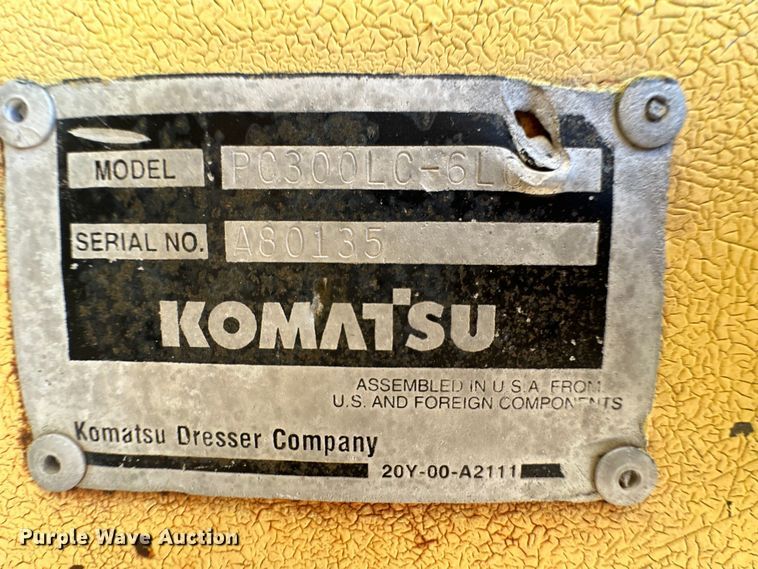 MODEL PC300LC-6L
SERIAL NO. A80135
KOMATSU
ASSEMBLED IN U.S.A. FROM
U.S. AND FOREIGN COMPONENTS
Komatsu Dresser Company
20Y-00-A2111
Purple Wave Auction